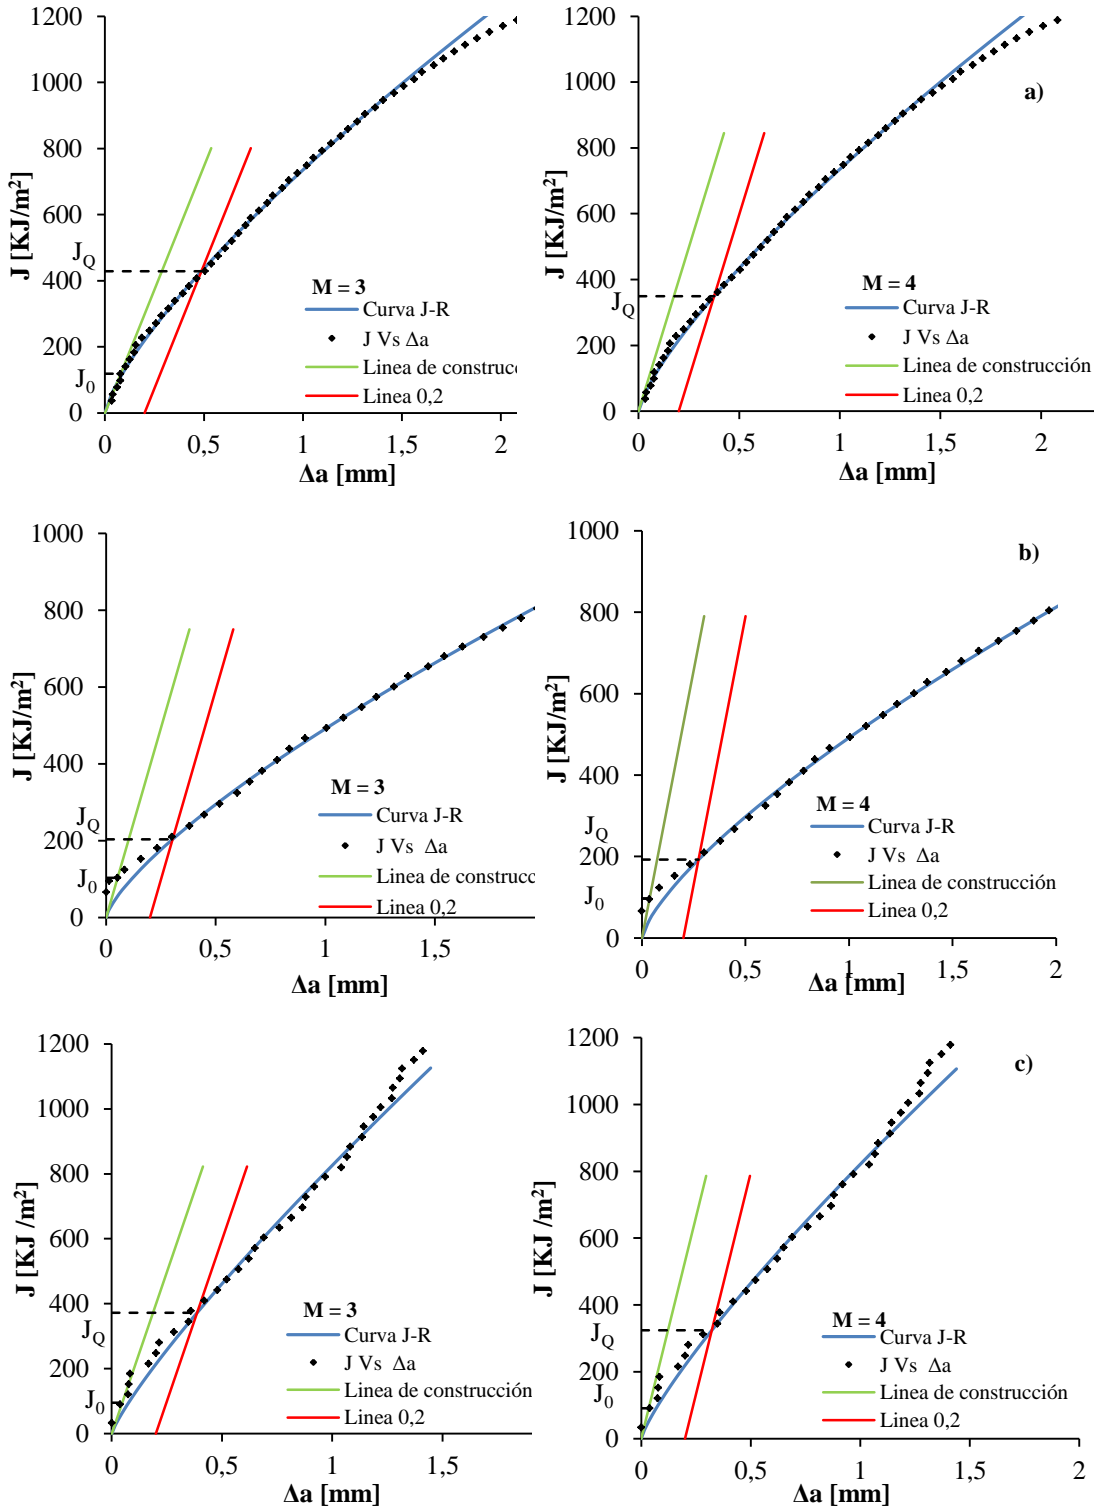 1200
1000
800
600
400
200
0
J [KJ/m²]
J_Q
J_0
M = 3
Curva J-R
J Vs Δa
Linea de construcc
Linea 0,2
0
0,5
1
1,5
2
Δa [mm]
1200
1000
800
600
400
200
0
J [KJ/m²]
J_Q
a)
M = 4
Curva J-R
J Vs Δa
Linea de construcción
Linea 0,2
0
0,5
1
1,5
2
Δa [mm]
1000
800
600
400
200
0
J [KJ/m²]
J_Q
J_0
M = 3
Curva J-R
J Vs Δa
Linea de construcc
Linea 0,2
0
0,5
1
1,5
Δa [mm]
1000
800
600
400
200
0
J [KJ/m²]
J_Q
J_0
b)
M = 4
Curva J-R
J Vs Δa
Linea de construcción
Linea 0,2
0
0,5
1
1,5
2
Δa [mm]
1200
1000
800
600
400
200
0
J [KJ /m²]
J_Q
J_0
M = 3
Curva J-R
J Vs Δa
Linea de construcción
Linea 0,2
0
0,5
1
1,5
Δa [mm]
1200
1000
800
600
400
200
0
J [KJ /m²]
J_Q
J_0
c)
M = 4
Curva J-R
J Vs Δa
Linea de construcción
Linea 0,2
0
0,5
1
1,5
2
Δa [mm]